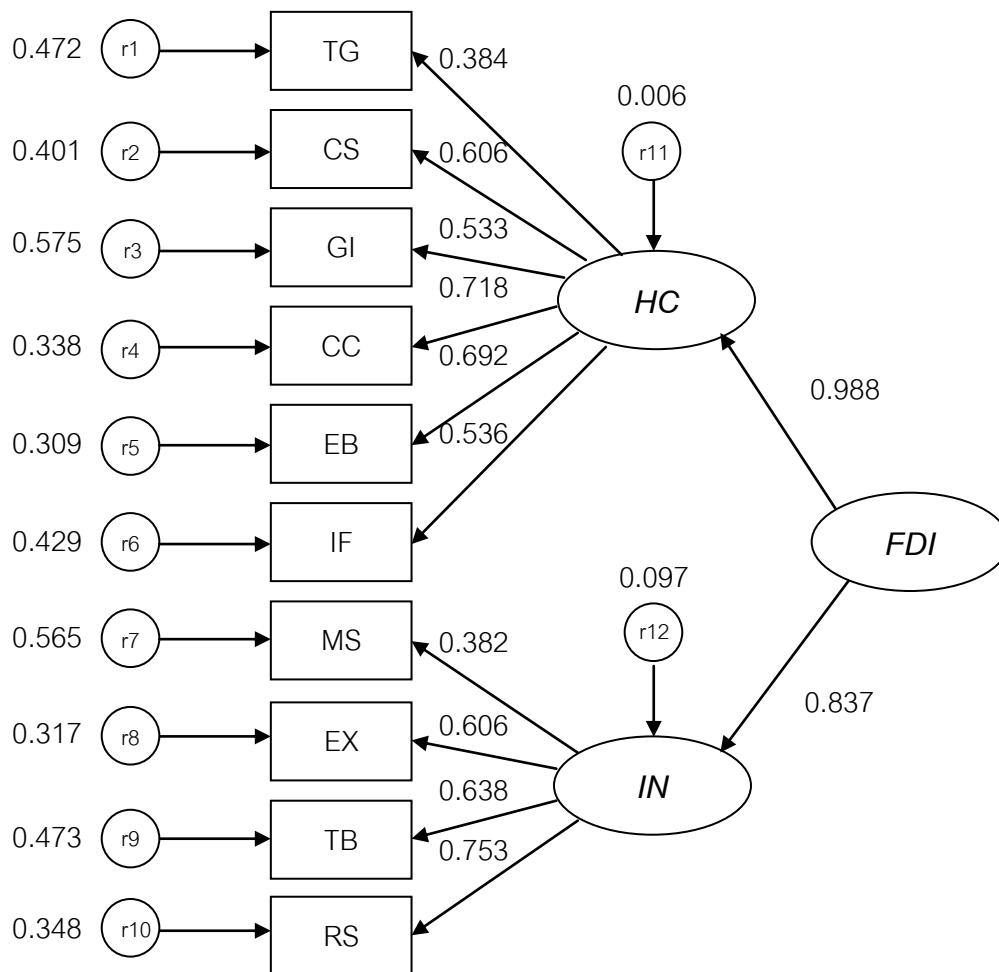 0.472 r1 TG 0.384
0.006
0.401 r2 CS 0.606 r11
0.575 r3 GI 0.533
0.718 HC
0.338 r4 CC
0.692
0.988
0.309 r5 EB 0.536
0.429 r6 IF FDI
0.097
0.565 r7 MS 0.382 r12
0.837
0.317 r8 EX 0.606
0.638 IN
0.473 r9 TB 0.753
0.348 r10 RS